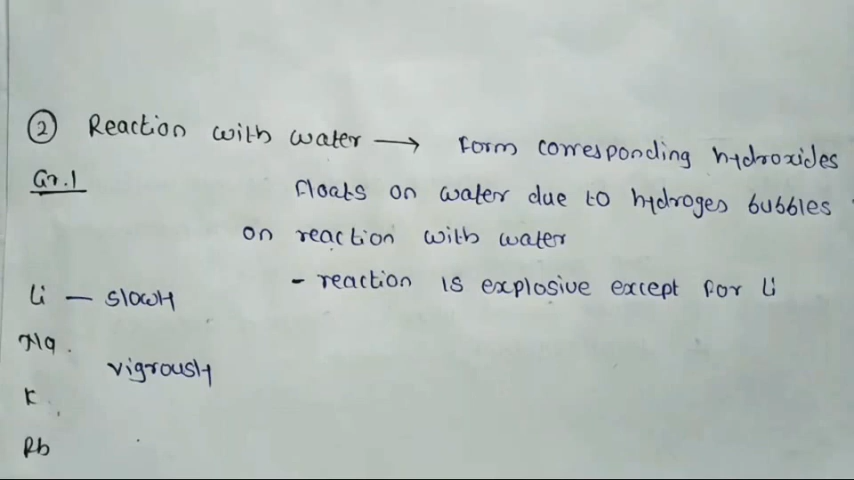 ② Reaction with water → form corresponding hydroxides
Gr.1 floats on water due to hydroges bubbles
on reaction with water
- reaction is explosive except for Li
Li — slowly
Na
vigrously
K
Rb